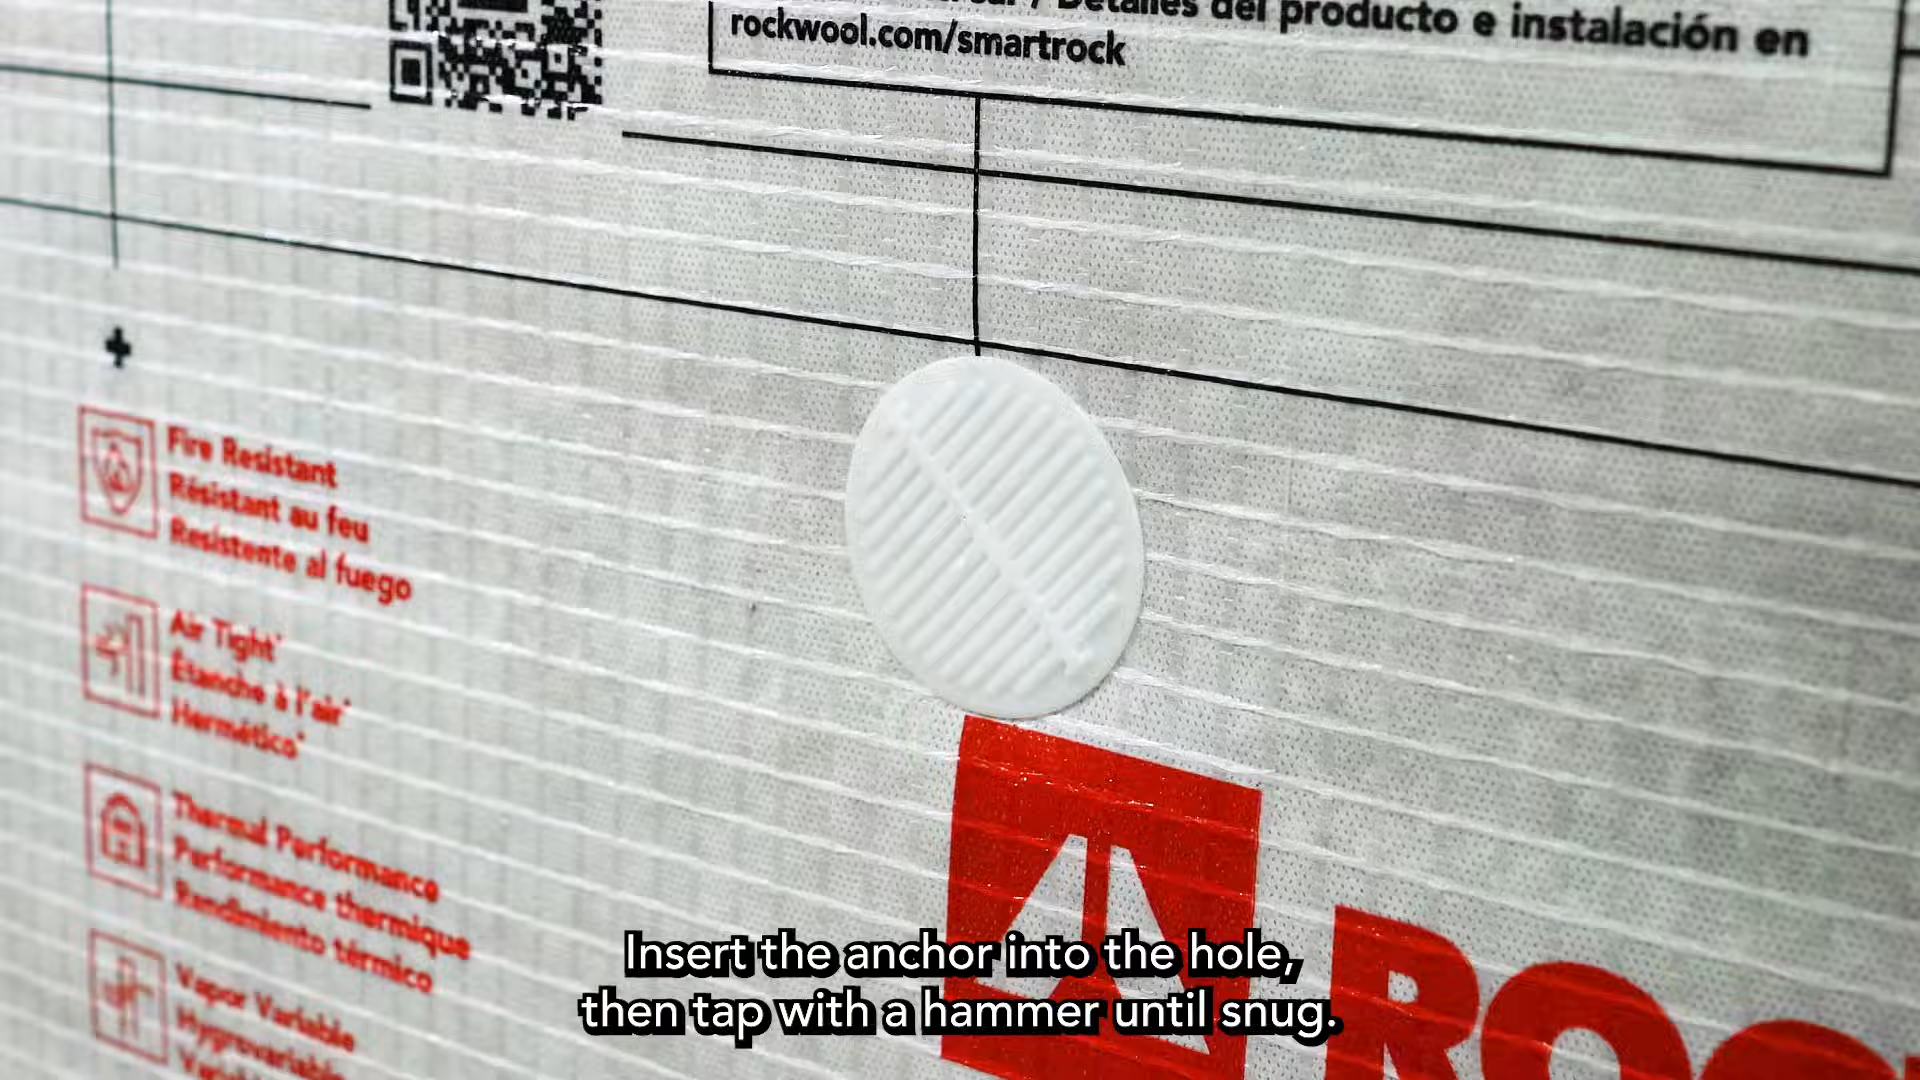 Detalles del producto e instalación en
rockwool.com/smartrock
Fire Resistant
Résistant au feu
Resistente al fuego
Air Tight*
Étanche à l'air*
Hermético*
Thermal Performance
Performance thermique
Rendimiento térmico
Vapor Variable
Hygrovariable
Insert the anchor into the hole,
then tap with a hammer until snug.